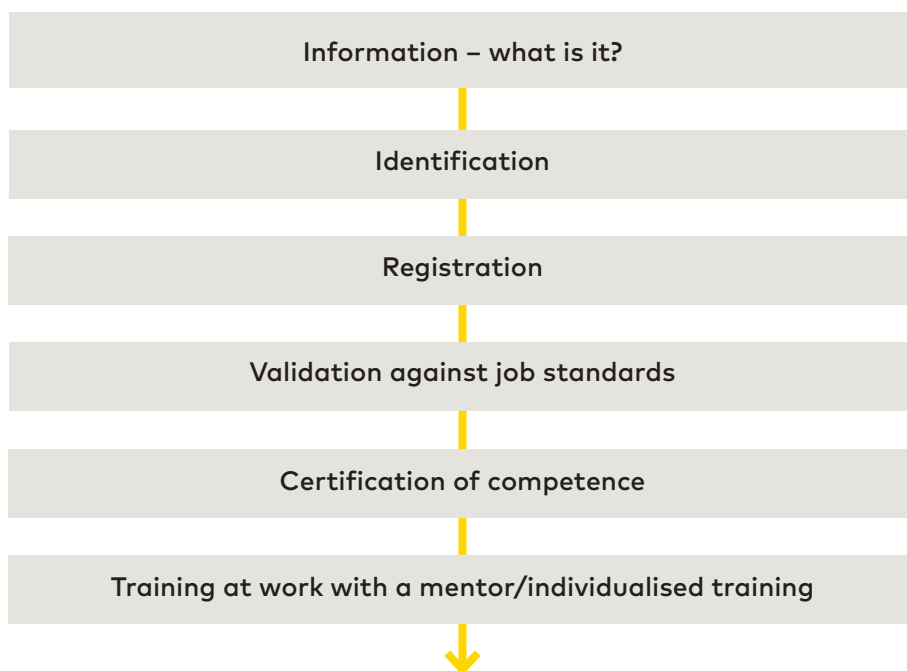 Information – what is it?
Identification
Registration
Validation against job standards
Certification of competence
Training at work with a mentor/individualised training